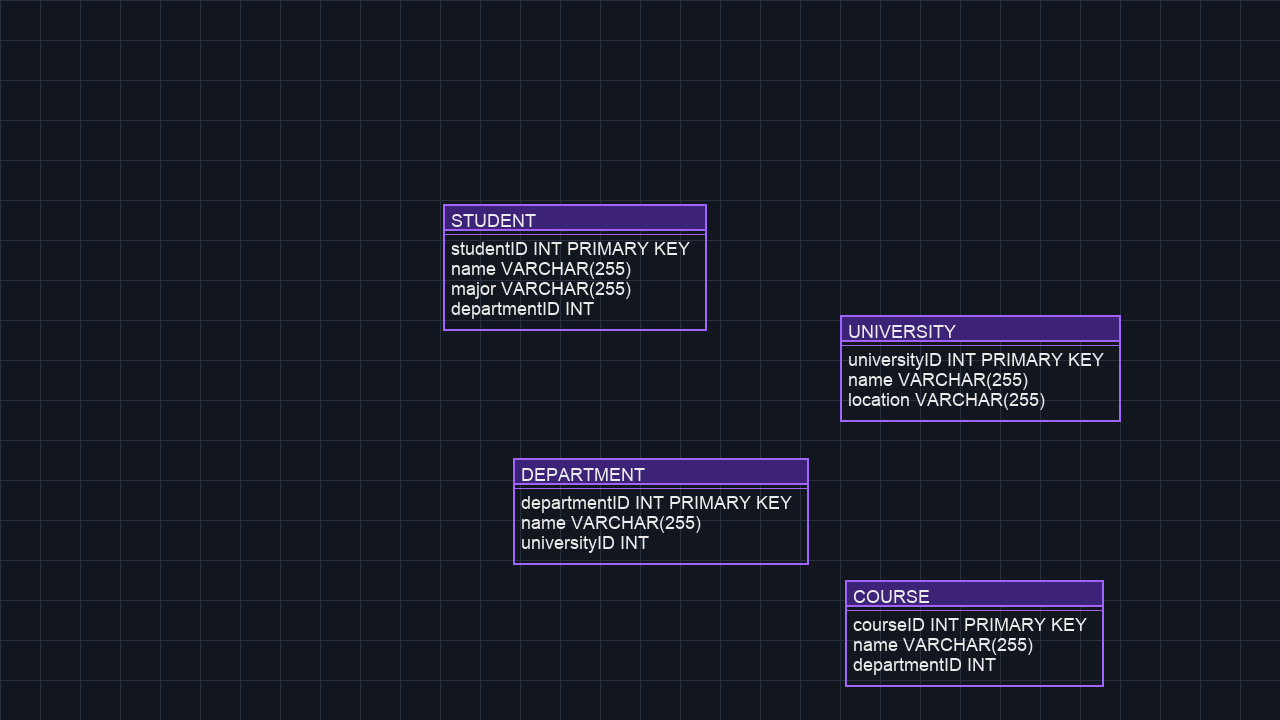 STUDENT
studentID INT PRIMARY KEY
name VARCHAR(255)
major VARCHAR(255)
departmentID INT
UNIVERSITY
universityID INT PRIMARY KEY
name VARCHAR(255)
location VARCHAR(255)
DEPARTMENT
departmentID INT PRIMARY KEY
name VARCHAR(255)
universityID INT
COURSE
courseID INT PRIMARY KEY
name VARCHAR(255)
departmentID INT